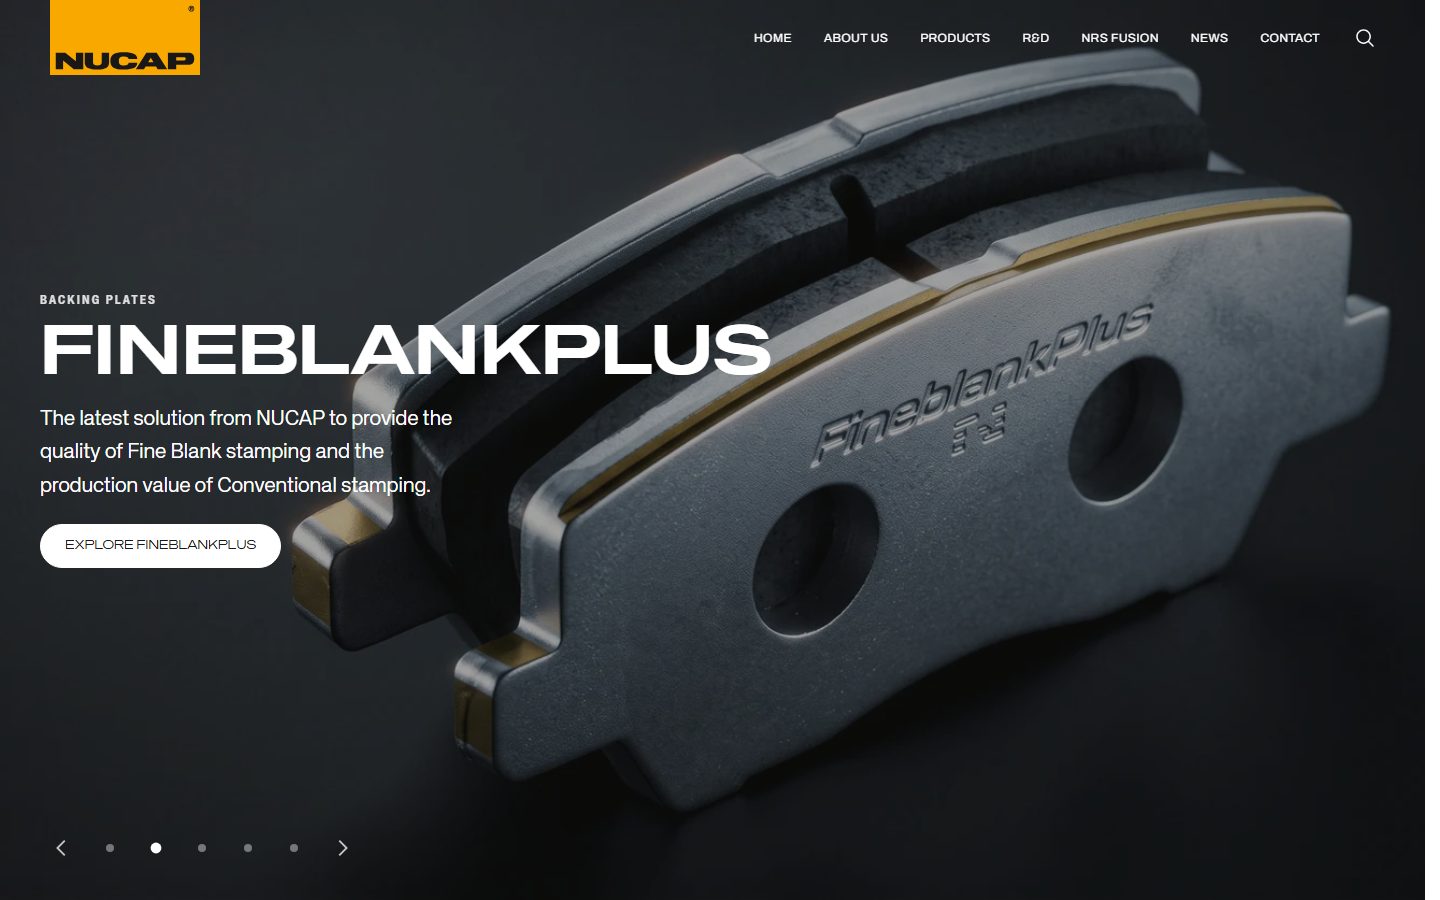 ®
NUCAP
HOME ABOUT US PRODUCTS R&D NRS FUSION NEWS CONTACT
BACKING PLATES
FINEBLANKPLUS
The latest solution from NUCAP to provide the
quality of Fine Blank stamping and the
production value of Conventional stamping.
EXPLORE FINEBLANKPLUS
FineblankPlus
N